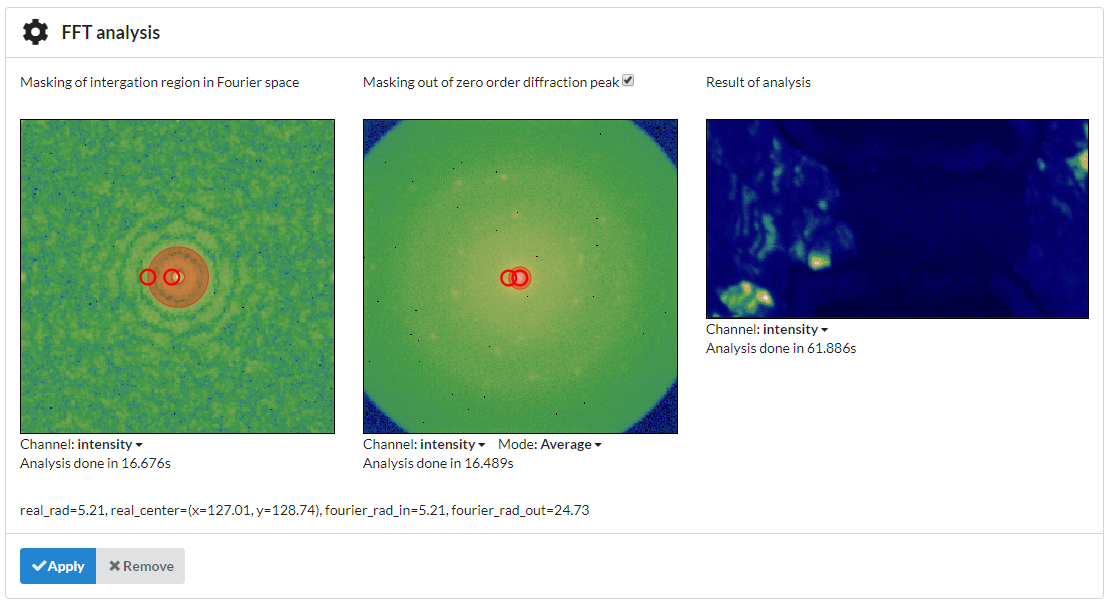 FFT analysis
Masking of intergation region in Fourier space
Masking out of zero order diffraction peak
Result of analysis
Channel: intensity
Analysis done in 16.676s
Channel: intensity Mode: Average
Analysis done in 16.489s
Channel: intensity
Analysis done in 61.886s
real_rad=5.21, real_center=(x=127.01, y=128.74), fourier_rad_in=5.21, fourier_rad_out=24.73
Apply
Remove